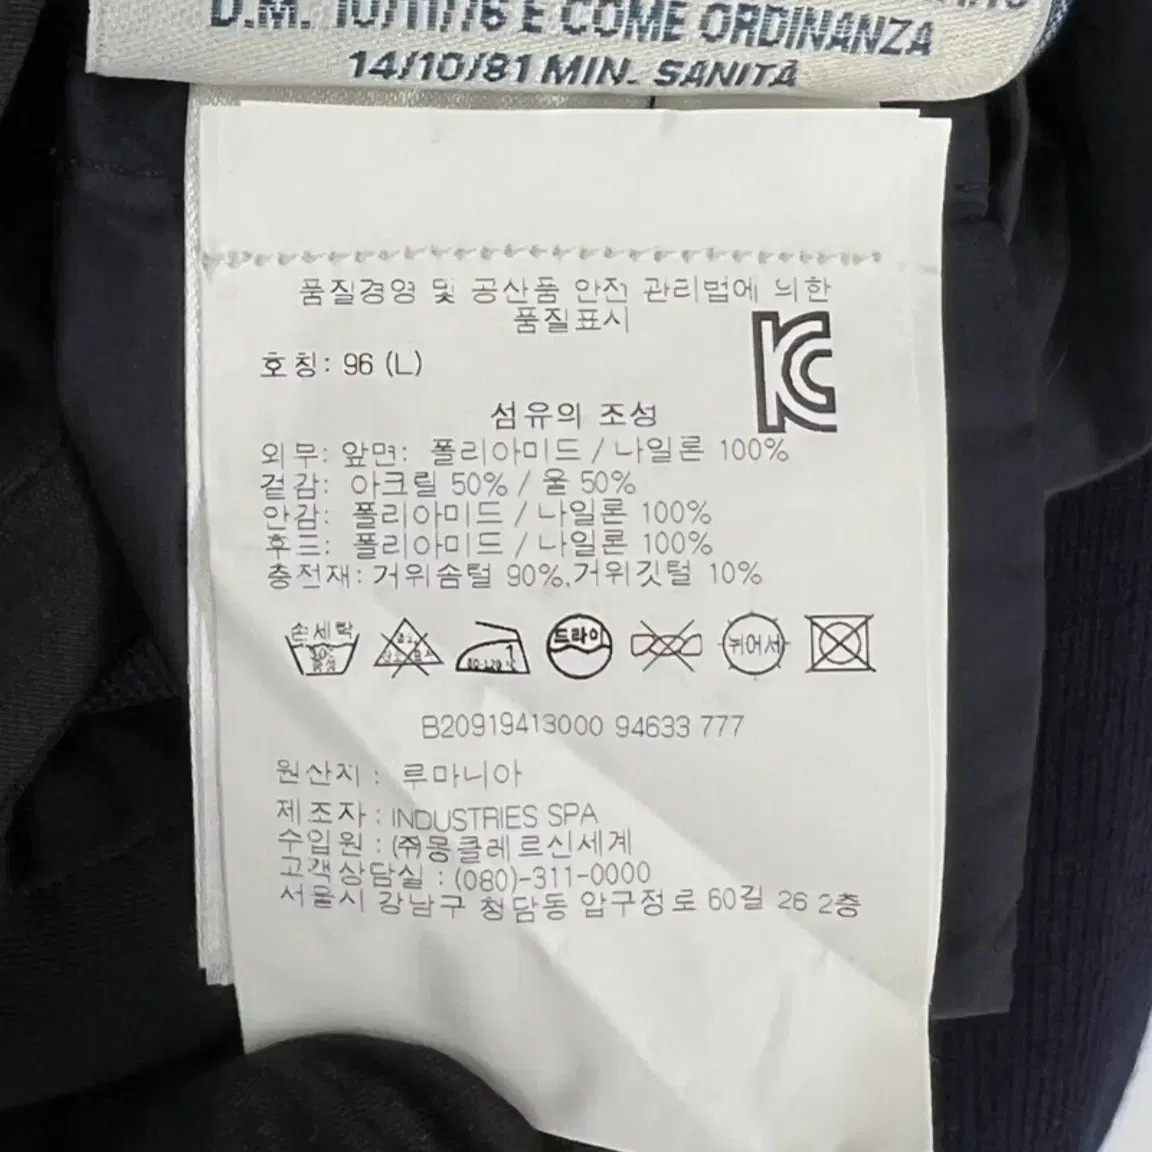 D.M. 10/11/76 E COME ORDINANZA
14/10/81 MIN. SANITÀ
품질경영 및 공산품 안전 관리법에 의한
품질표시
호칭: 96 (L)
섬유의 조성
외무: 앞면: 폴리아미드 / 나일론 100%
겉감: 아크릴 50% / 울 50%
안감: 폴리아미드 / 나일론 100%
후드: 폴리아미드 / 나일론 100%
충전재: 거위솜털 90%.거위깃털 10%
손세탁
드라이
뉘어서
B20919413000 94633 777
원산지 : 루마니아
제조자 : INDUSTRIES SPA
수입원 : (주)몽클레르신세계
고객상담실 : (080)-311-0000
서울시 강남구 청담동 압구정로 60길 26 2층